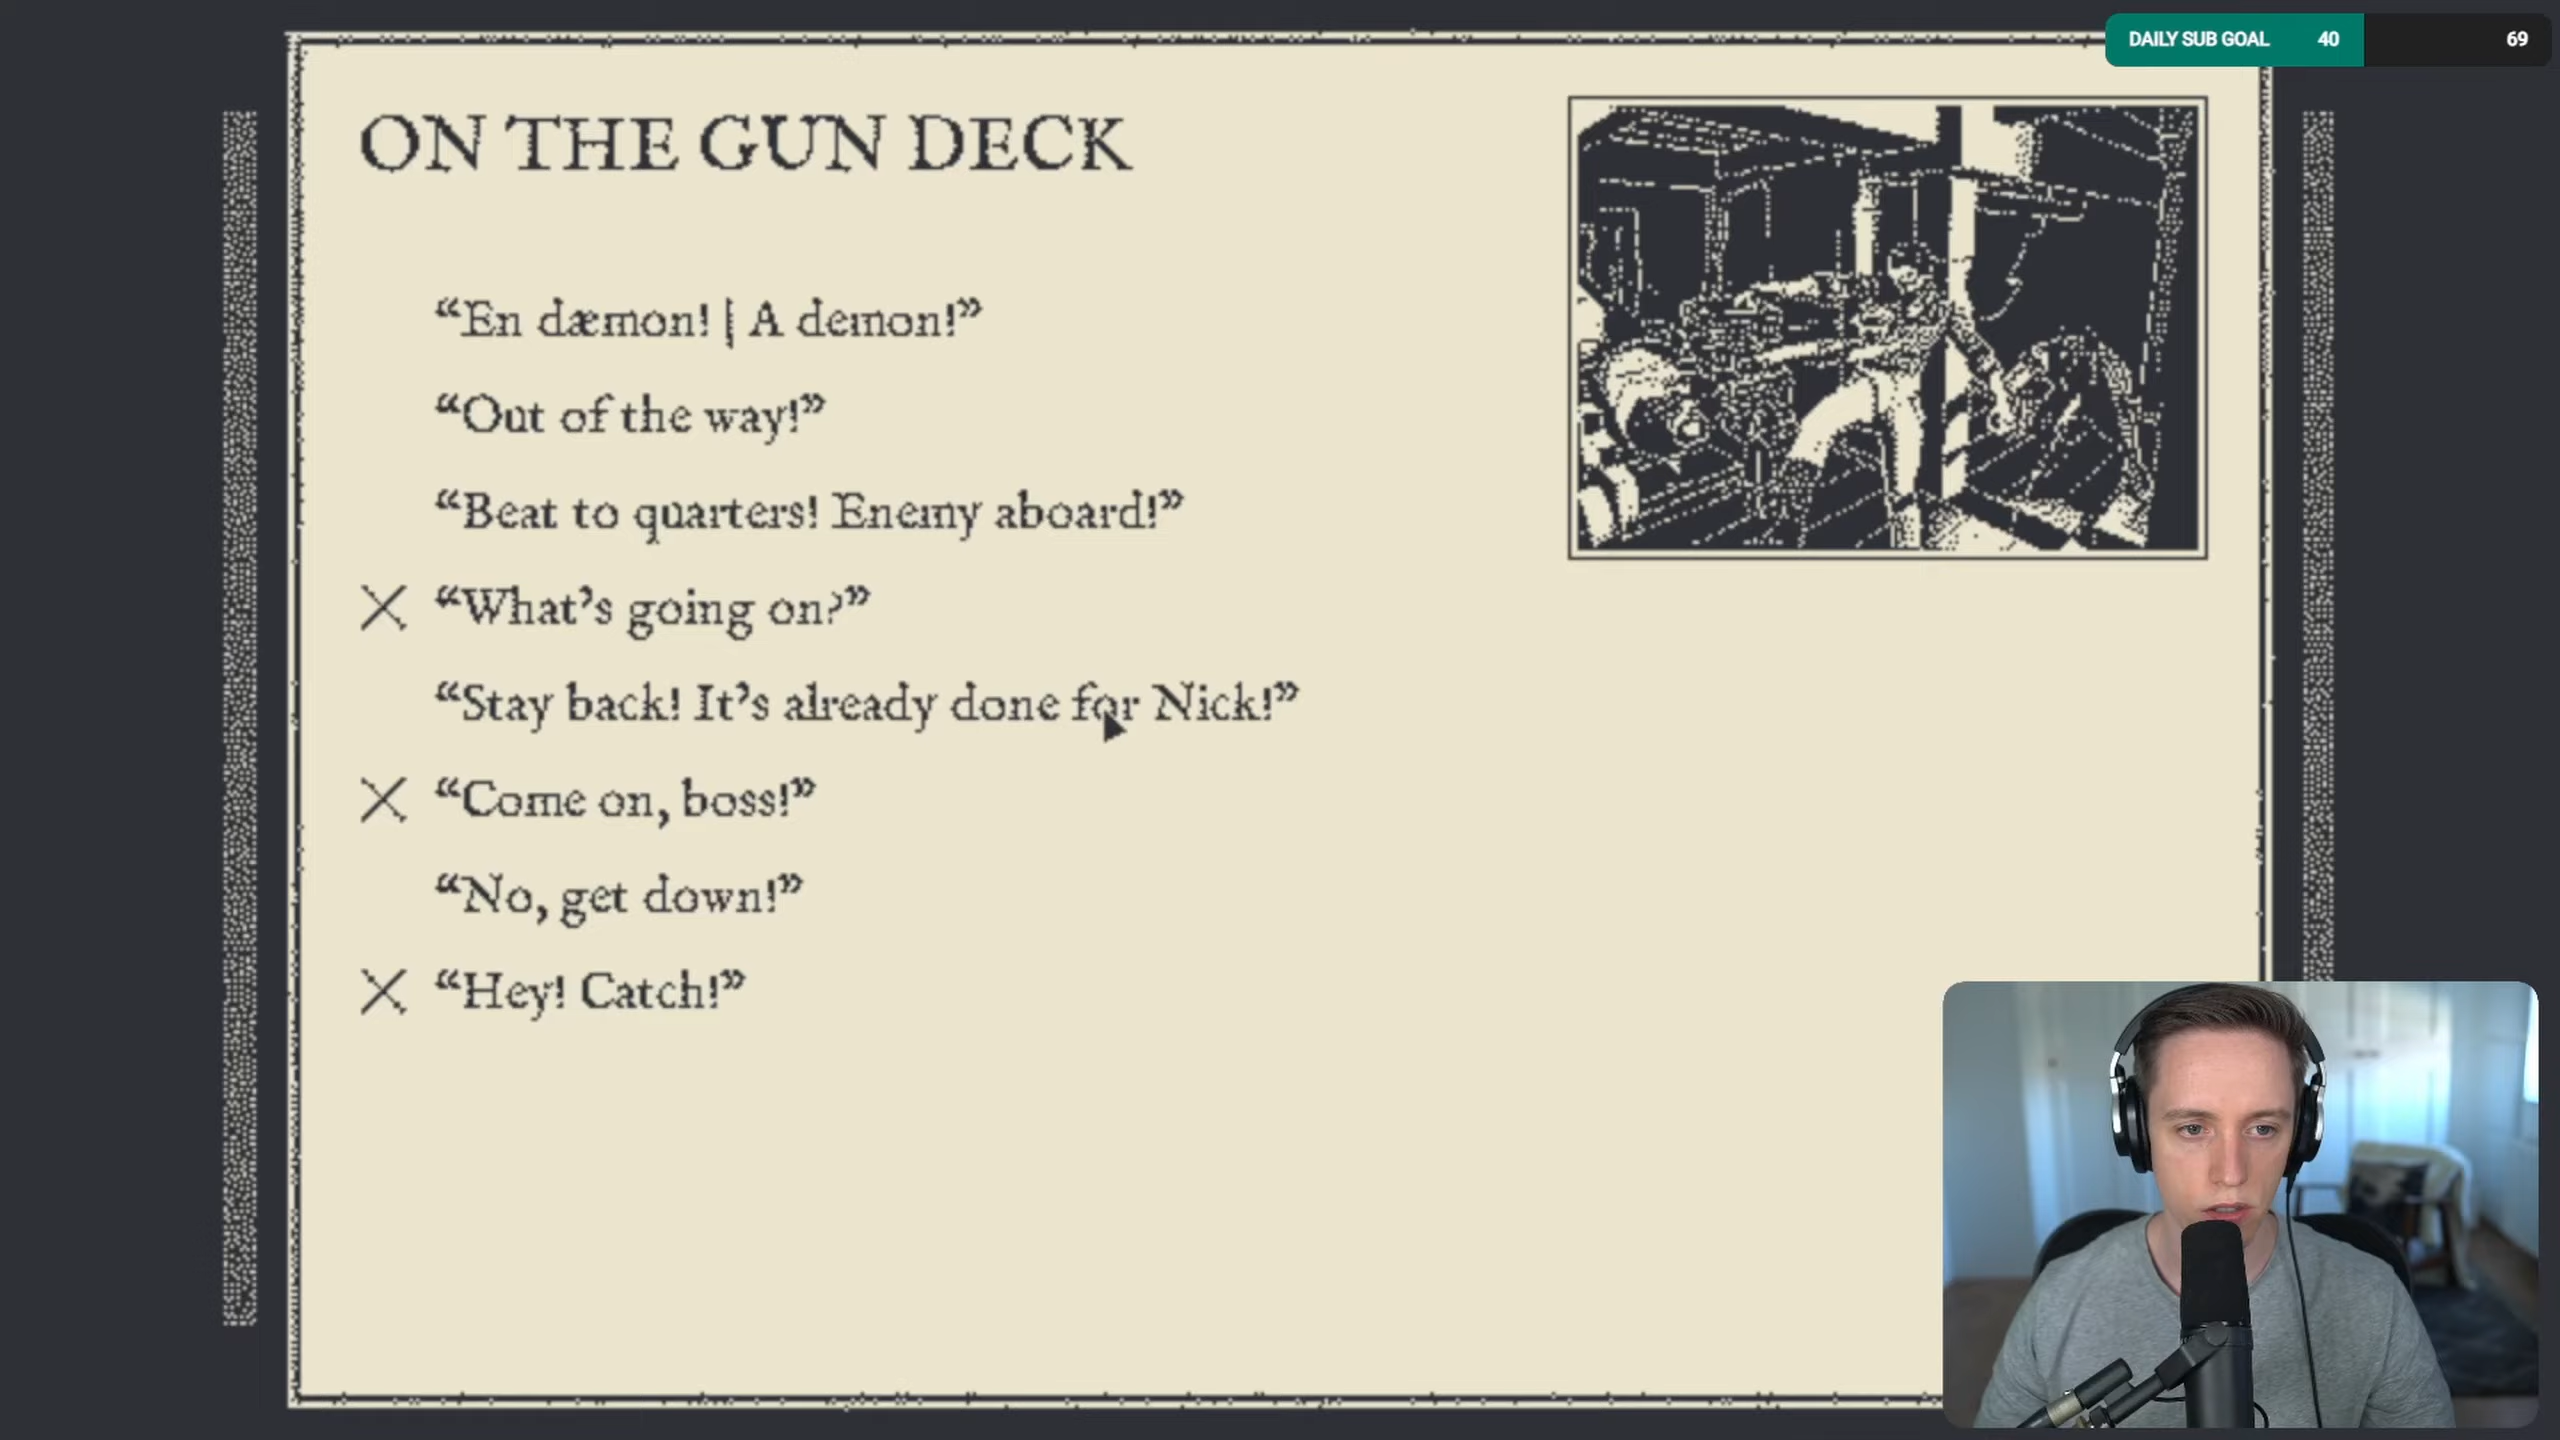 DAILY SUB GOAL 40 69
ON THE GUN DECK
“En dæmon! | A demon!”
“Out of the way!”
“Beat to quarters! Enemy aboard!”
“What’s going on?”
“Stay back! It’s already done for Nick!”
“Come on, boss!”
“No, get down!”
“Hey! Catch!”